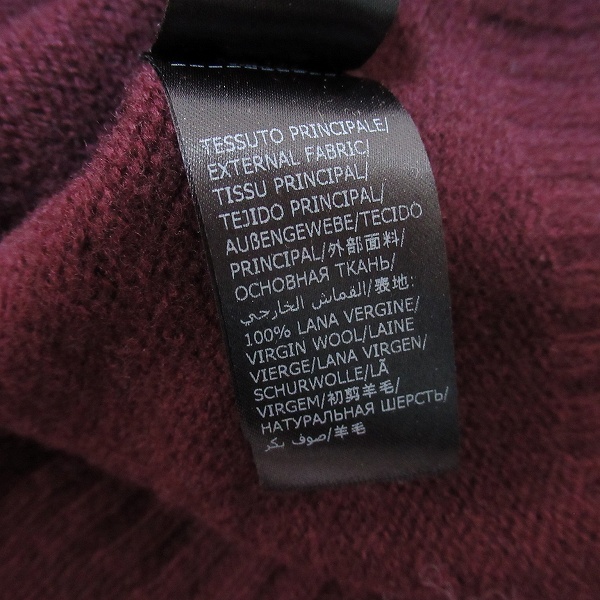 TESSUTO PRINCIPALE/
EXTERNAL FABRIC/
TISSU PRINCIPAL/
TEJIDO PRINCIPAL/
AUßENGEWEBE/TECIDO
PRINCIPAL/外部面料/
ОСНОВНАЯ ТКАНЬ/
القماش الخارجي/表地:
100% LANA VERGINE/
VIRGIN WOOL/LAINE
VIERGE/LANA VIRGEN/
SCHURWOLLE/LÃ
VIRGEM/初剪羊毛/
НАТУРАЛЬНАЯ ШЕРСТЬ/
صوف بكر/羊毛